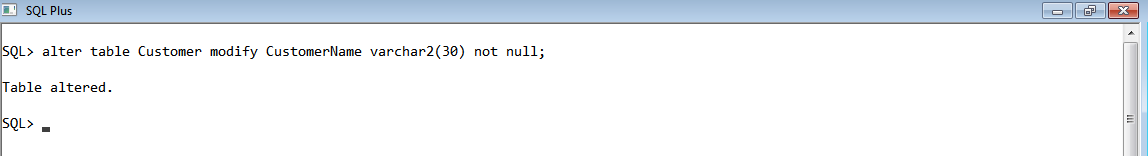 SQL Plus
SQL> alter table Customer modify CustomerName varchar2(30) not null;
Table altered.
SQL>